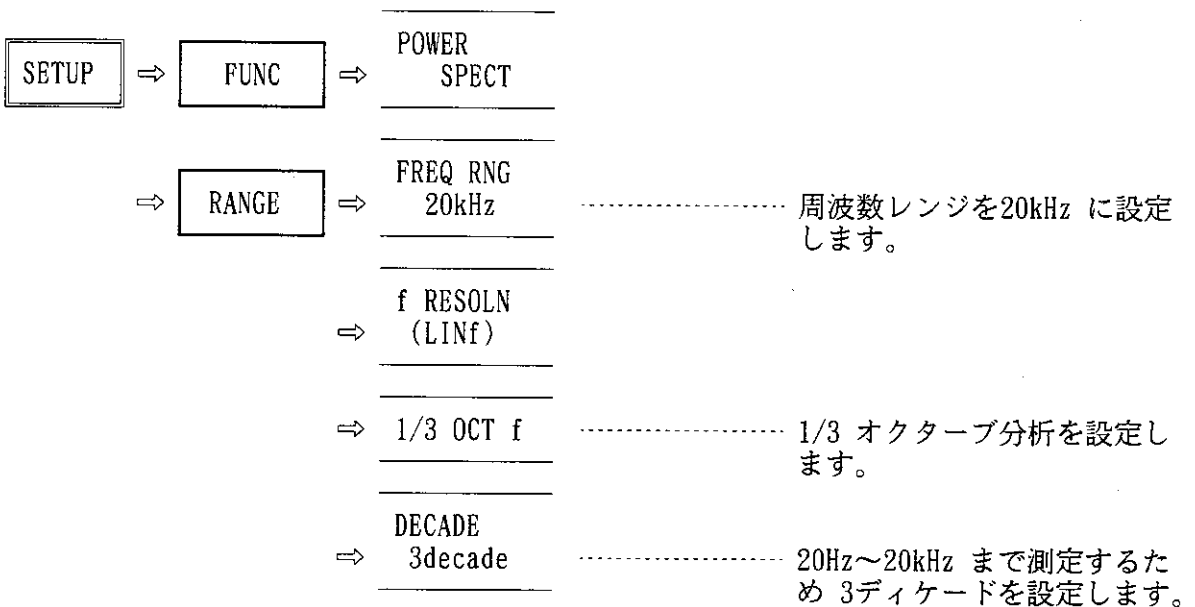 POWER
SETUP ⇒ FUNC ⇒ SPECT
FREQ RNG
⇒ RANGE ⇒ 20kHz ……………… 周波数レンジを20kHz に設定
します。
f RESOLN
⇒ (LINf)
⇒ 1/3 OCT f ……………… 1/3 オクターブ分析を設定し
ます。
DECADE
⇒ 3decade ……………… 20Hz～20kHz まで測定するた
め 3ディケードを設定します。